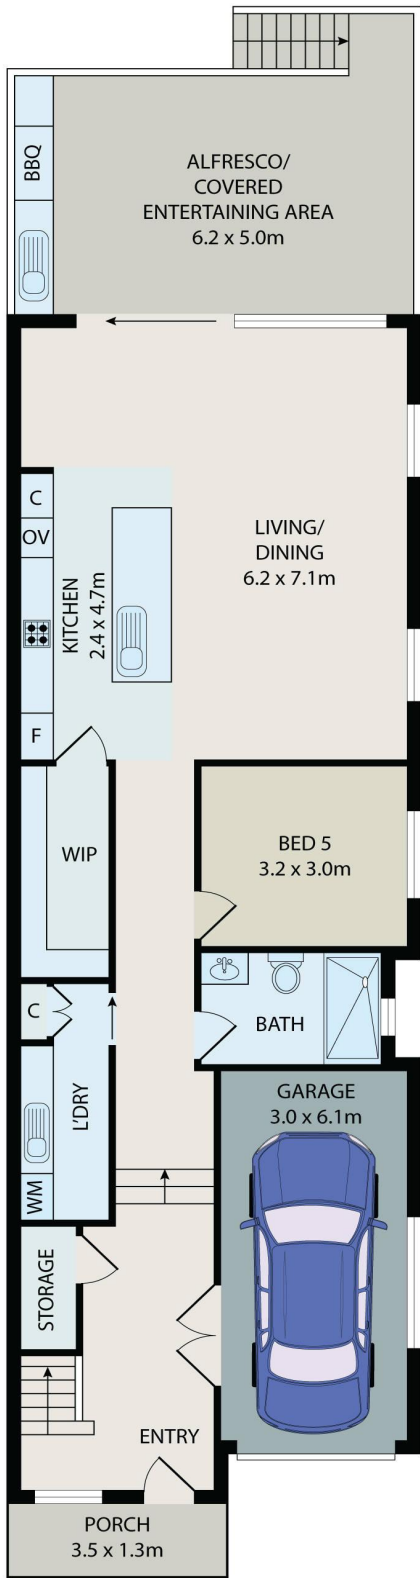 BBQ
ALFRESCO/
COVERED
ENTERTAINING AREA
6.2 x 5.0m
C
OV
KITCHEN
2.4 x 4.7m
F
LIVING/
DINING
6.2 x 7.1m
WIP
BED 5
3.2 x 3.0m
C
BATH
L'DRY
WM
GARAGE
3.0 x 6.1m
STORAGE
ENTRY
PORCH
3.5 x 1.3m